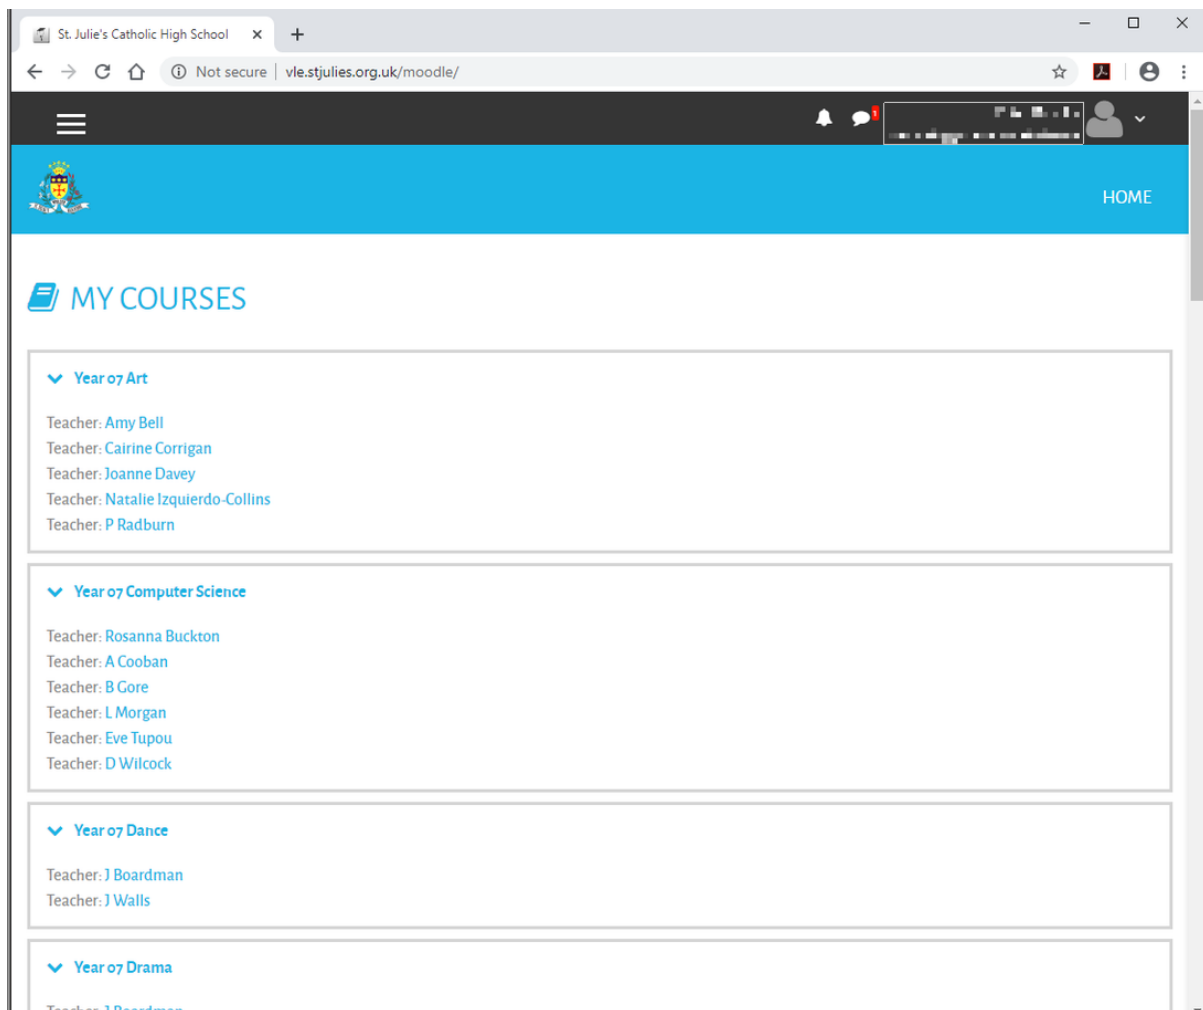 St. Julie's Catholic High School
Not secure | vle.stjulies.org.uk/moodle/
1
HOME
MY COURSES
Year 07 Art
Teacher: Amy Bell
Teacher: Cairine Corrigan
Teacher: Joanne Davey
Teacher: Natalie Izquierdo-Collins
Teacher: P Radburn
Year 07 Computer Science
Teacher: Rosanna Buckton
Teacher: A Cooban
Teacher: B Gore
Teacher: L Morgan
Teacher: Eve Tupou
Teacher: D Wilcock
Year 07 Dance
Teacher: J Boardman
Teacher: J Walls
Year 07 Drama
Teacher: J Boardman